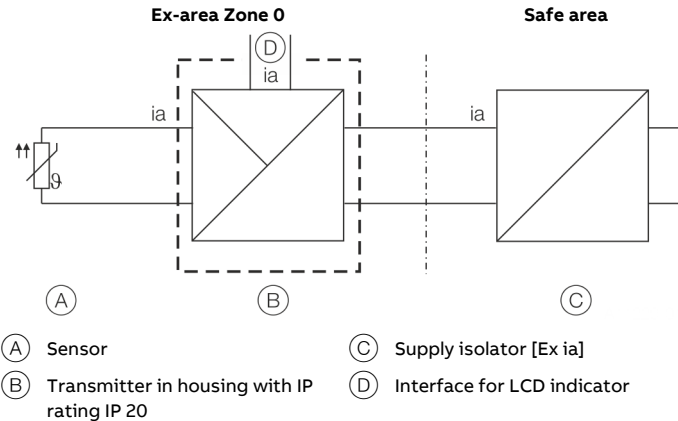 Ex-area Zone 0
Safe area
D
ia
ia
ia
ϑ
A
B
C
A Sensor
B Transmitter in housing with IP
rating IP 20
C Supply isolator [Ex ia]
D Interface for LCD indicator